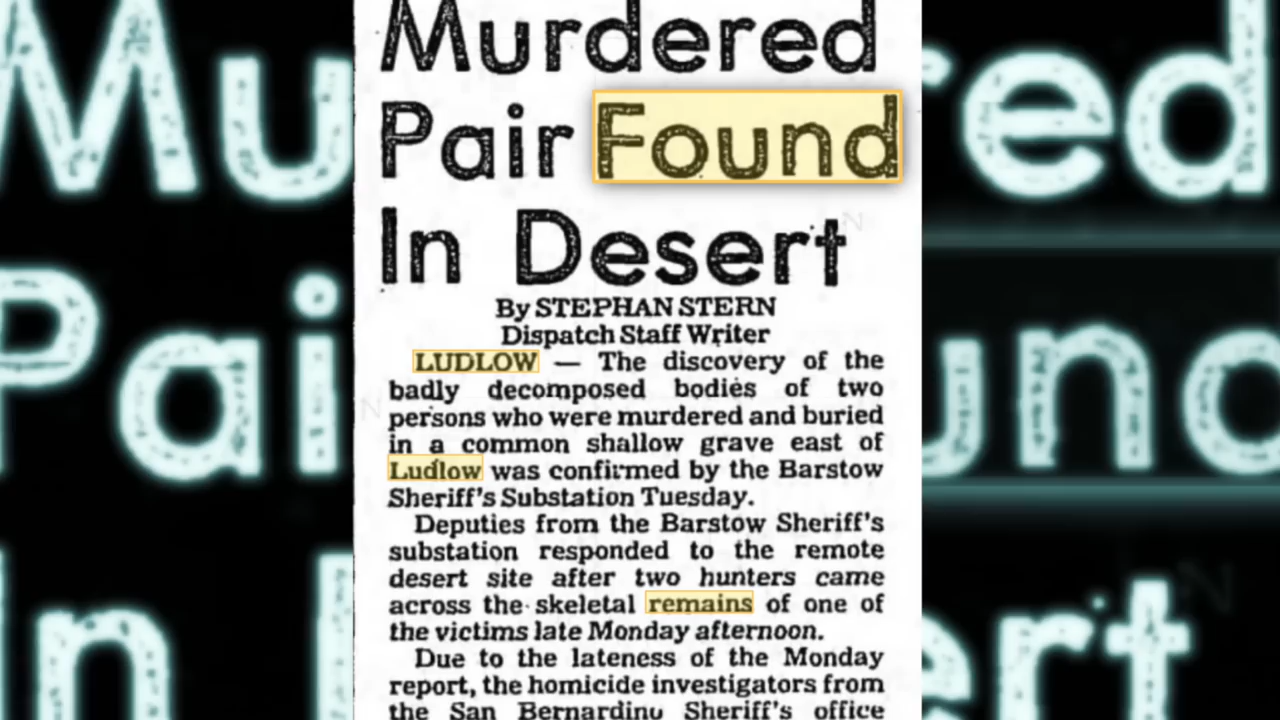 Murdered
Pair Found
In Desert
By STEPHAN STERN
Dispatch Staff Writer
LUDLOW — The discovery of the
badly decomposed bodies of two
persons who were murdered and buried
in a common shallow grave east of
Ludlow was confirmed by the Barstow
Sheriff's Substation Tuesday.
Deputies from the Barstow Sheriff's
substation responded to the remote
desert site after two hunters came
across the skeletal remains of one of
the victims late Monday afternoon.
Due to the lateness of the Monday
report, the homicide investigators from
the San Bernardino Sheriff's office